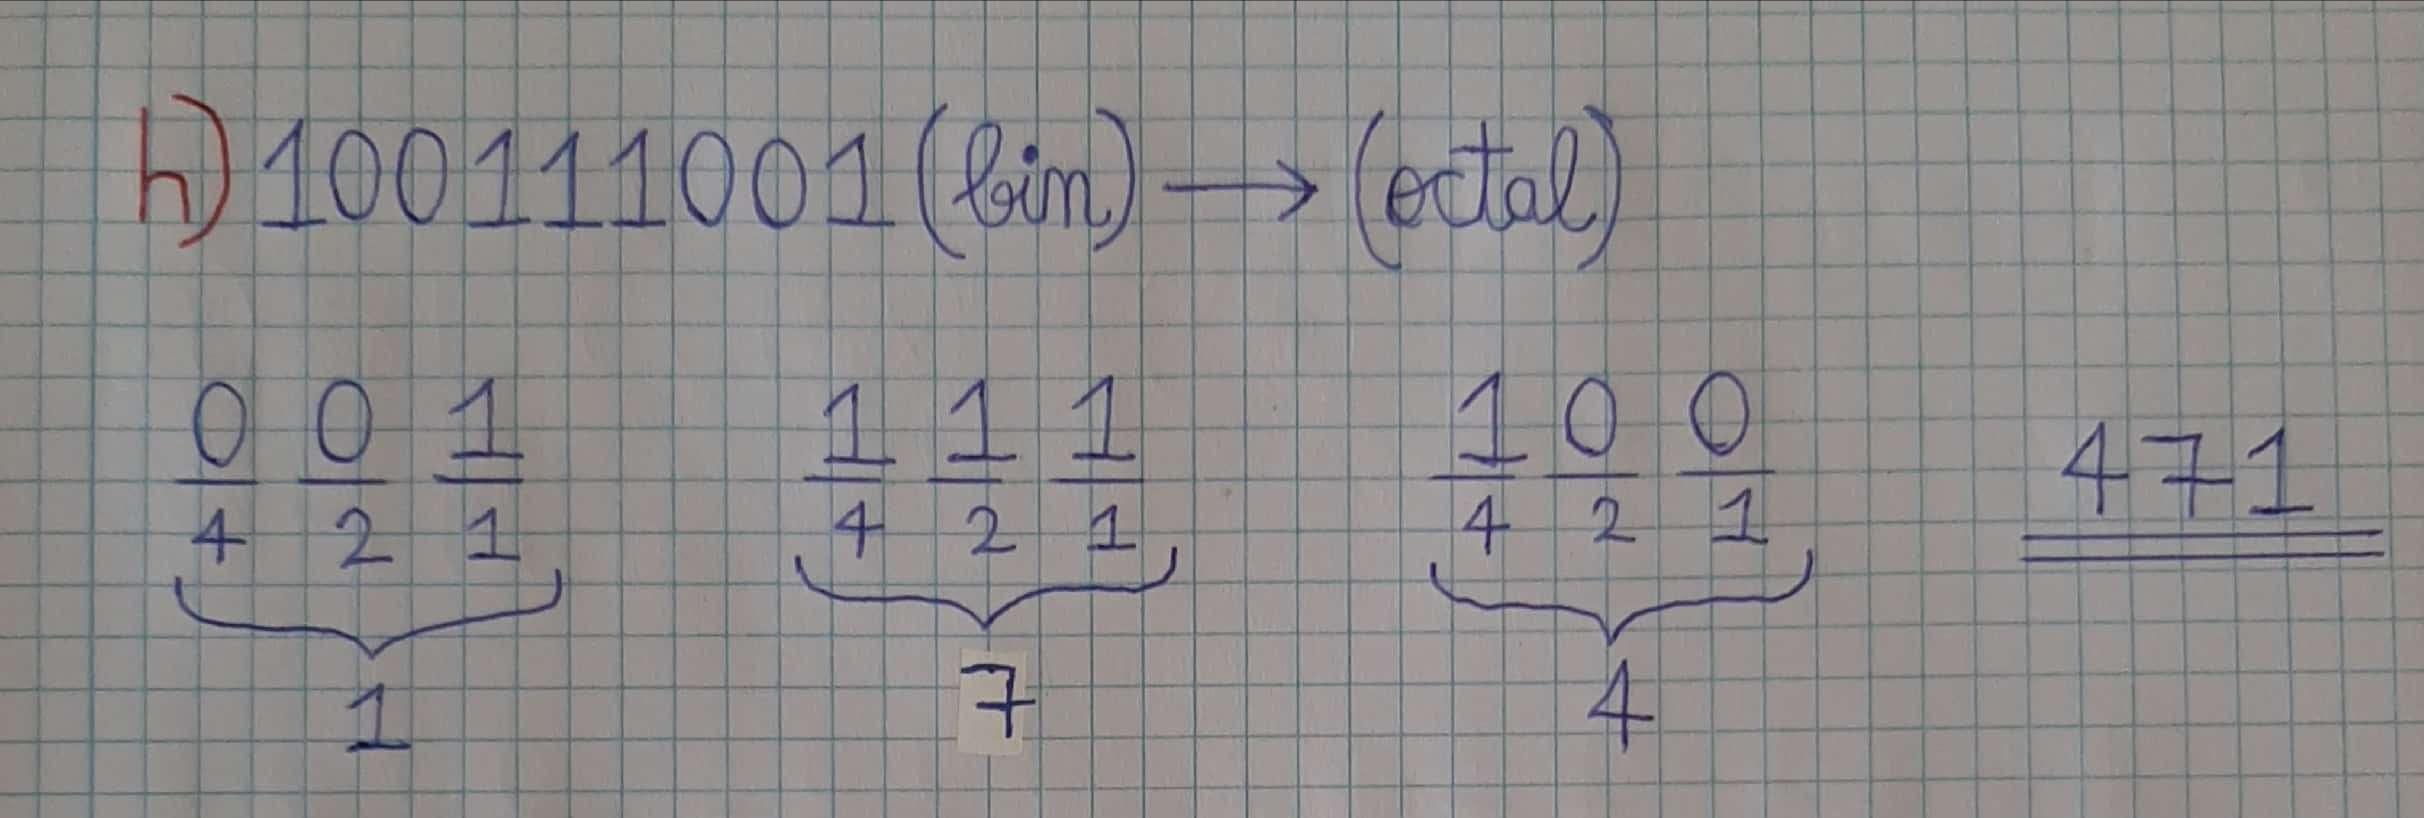 h) 100111001 (bin) → (octal)
0 0 1 1 1 1 1 0 0
4 2 1 4 2 1 4 2 1 471
1 7 4